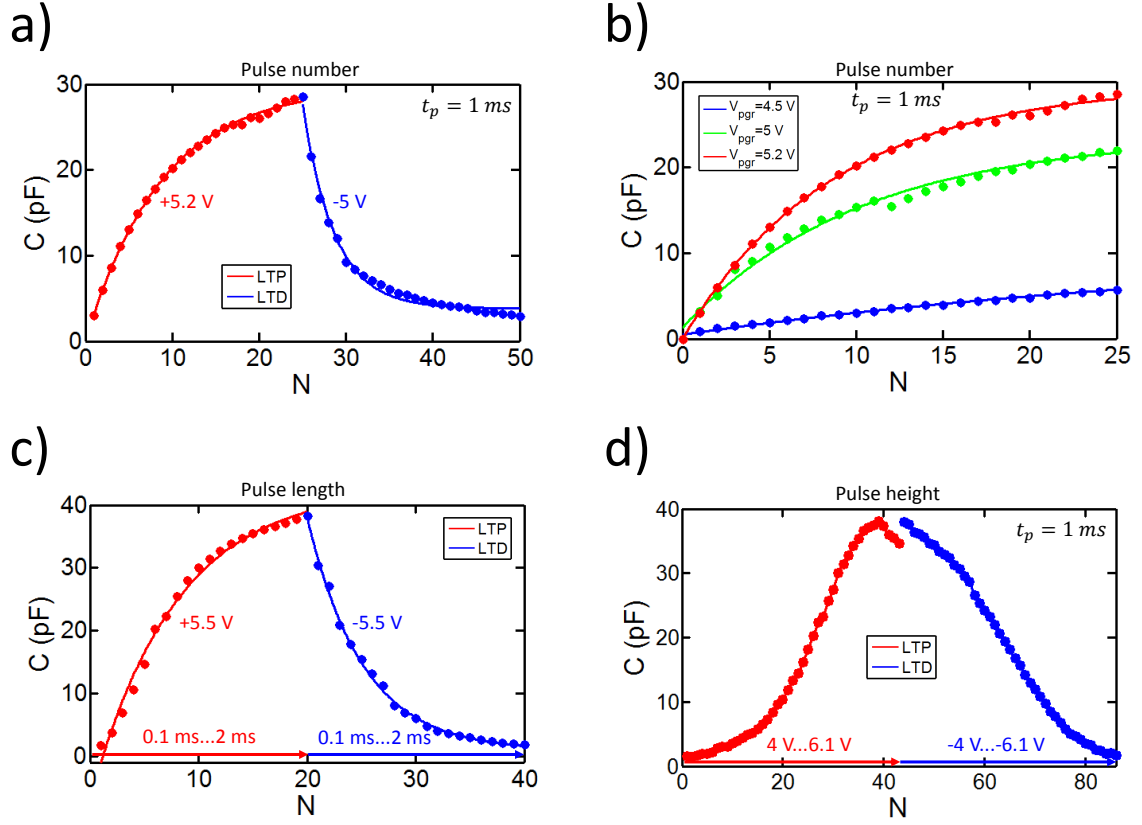 a)
Pulse number
t_p = 1 ms
30
20
10
0
C (pF)
+5.2 V
-5 V
LTP
LTD
0 10 20 30 40 50
N
b)
Pulse number
t_p = 1 ms
V_pgr=4.5 V
V_pgr=5 V
V_pgr=5.2 V
30
20
10
0
C (pF)
0 5 10 15 20 25
N
c)
Pulse length
40
30
20
10
0
C (pF)
LTP
LTD
+5.5 V
-5.5 V
0.1 ms...2 ms
0.1 ms...2 ms
0 10 20 30 40
N
d)
Pulse height
t_p = 1 ms
40
30
20
10
0
C (pF)
LTP
LTD
4 V...6.1 V
-4 V...-6.1 V
0 20 40 60 80
N